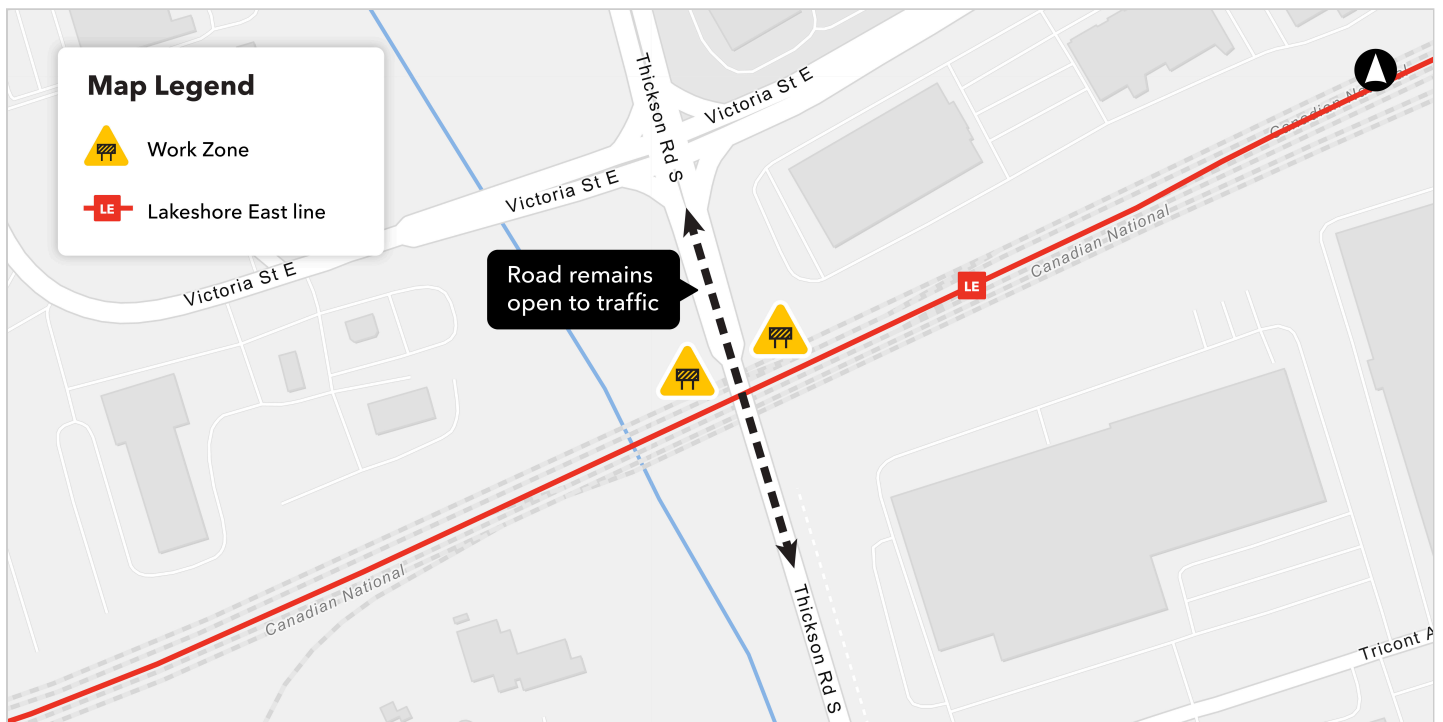 Map Legend
Work Zone
LE
Lakeshore East line
Thickson Rd S
Victoria St E
Victoria St E
Victoria St E
Canadian National
Canadian National
LE
Road remains
open to traffic
Canadian National
Thickson Rd S
Tricont A